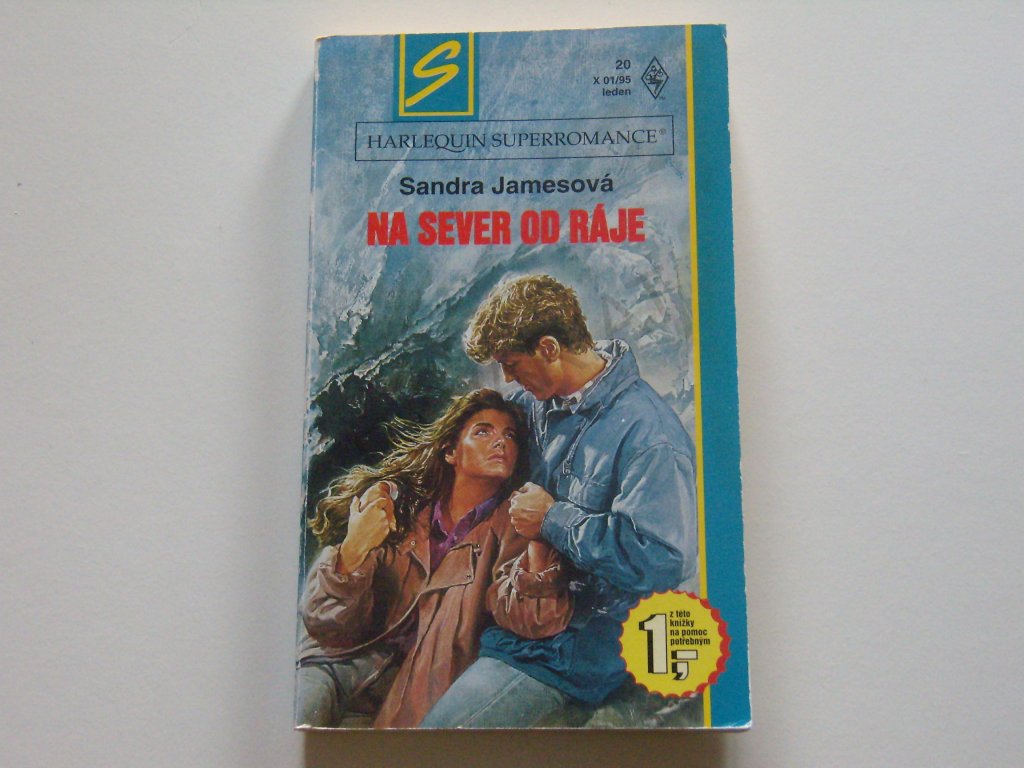 S
20
X 01/95
leden
HARLEQUIN SUPERROMANCE®
Sandra Jamesová
NA SEVER OD RÁJE
1,-
z této
knížky
na pomoc
potřebným